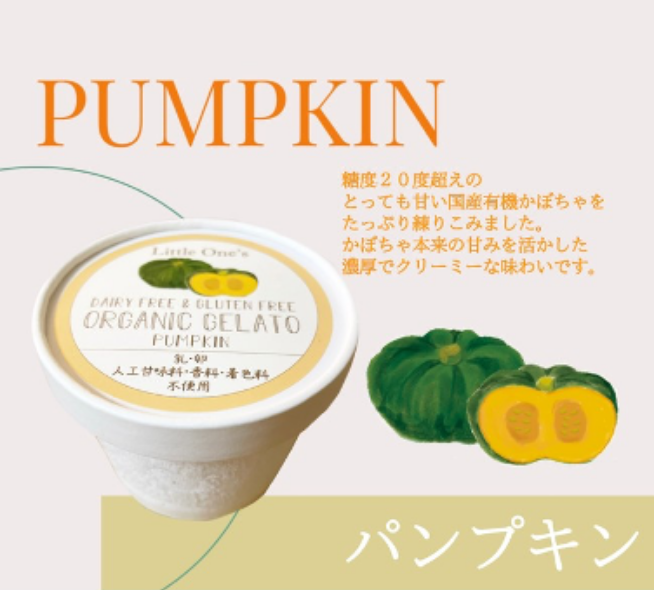 PUMPKIN
糖度２０度超えの
とっても甘い国産有機かぼちゃを
たっぷり練りこみました。
かぼちゃ本来の甘みを活かした
濃厚でクリーミーな味わいです。
Little One's
DAIRY FREE & GLUTEN FREE
ORGANIC GELATO
PUMPKIN
乳・卵
人工甘味料・香料・着色料
不使用
パンプキン